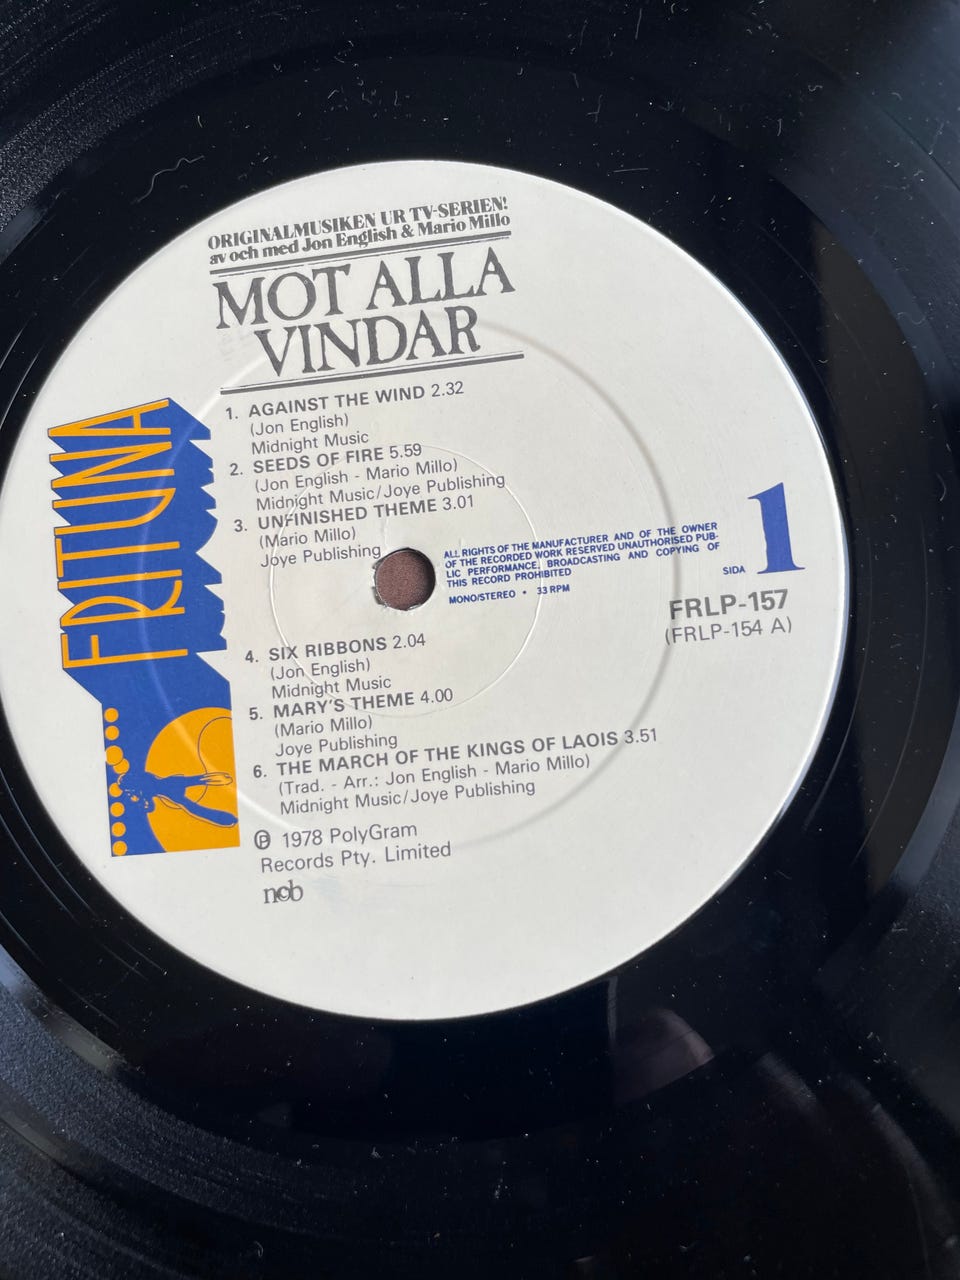 ORIGINALMUSIKEN UR TV-SERIEN!
av och med Jon English & Mario Millo
MOT ALLA
VINDAR
1. AGAINST THE WIND 2.32
(Jon English)
Midnight Music
2. SEEDS OF FIRE 5.59
(Jon English - Mario Millo)
Midnight Music/Joye Publishing
3. UNFINISHED THEME 3.01
(Mario Millo)
Joye Publishing
FRITUNA
ALL RIGHTS OF THE MANUFACTURER AND OF THE OWNER
OF THE RECORDED WORK RESERVED UNAUTHORISED PUB-
LIC PERFORMANCE, BROADCASTING AND COPYING OF
THIS RECORD PROHIBITED
MONO/STEREO • 33 RPM
SIDA 1
FRLP-157
(FRLP-154 A)
4. SIX RIBBONS 2.04
(Jon English)
Midnight Music
5. MARY'S THEME 4.00
(Mario Millo)
Joye Publishing
6. THE MARCH OF THE KINGS OF LAOIS 3.51
(Trad. - Arr.: Jon English - Mario Millo)
Midnight Music/Joye Publishing
℗ 1978 PolyGram
Records Pty. Limited
ncb